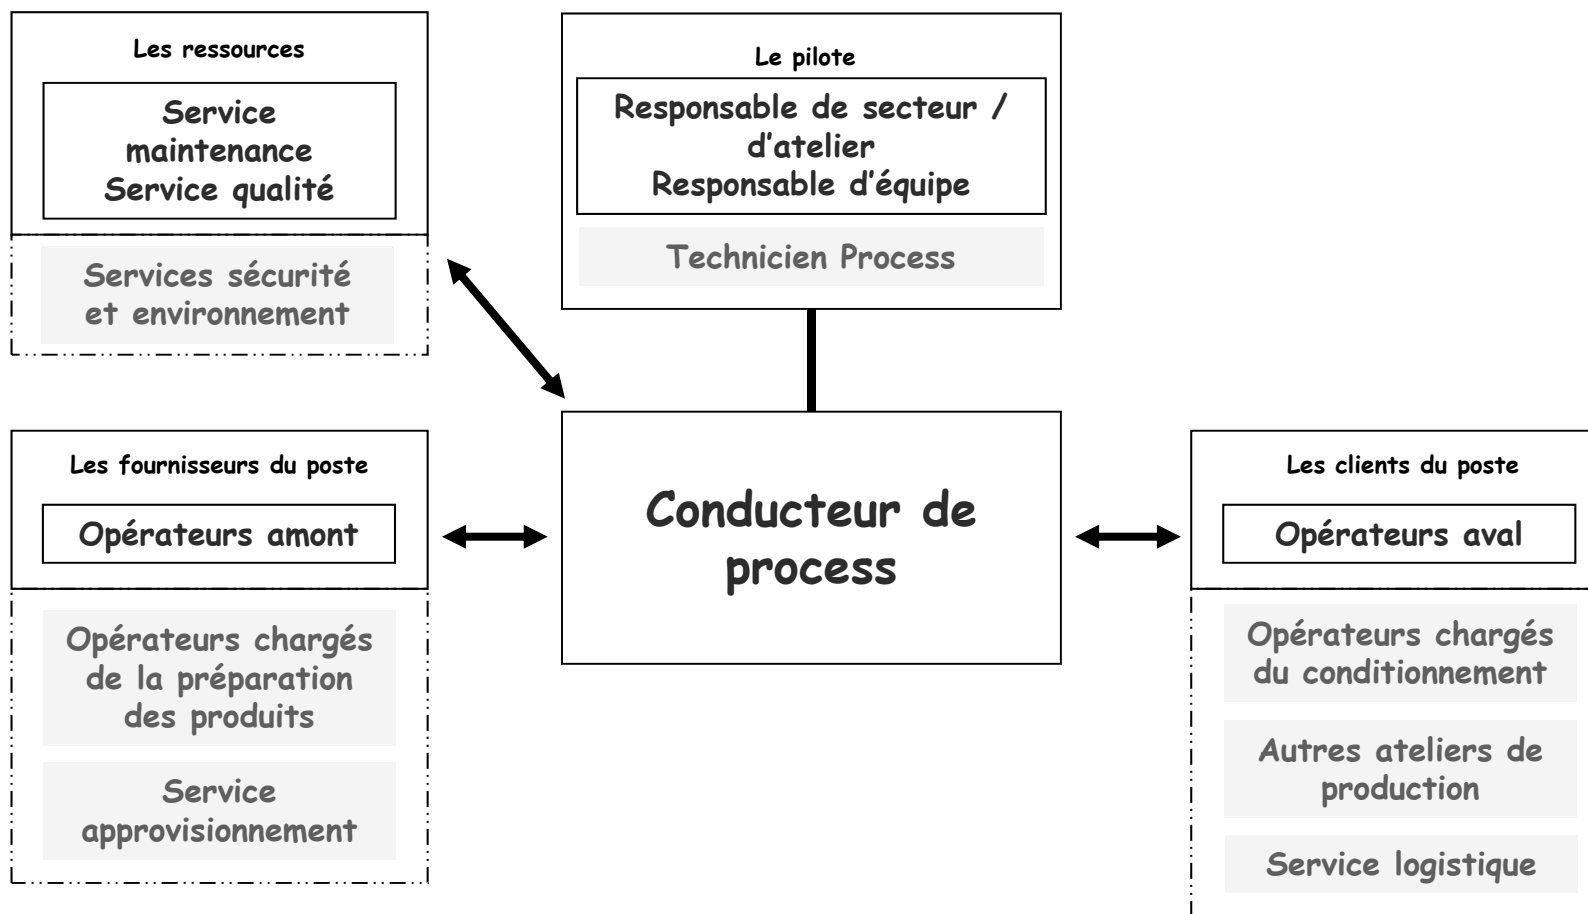 Les ressources
Service
maintenance
Service qualité
Services sécurité
et environnement
Le pilote
Responsable de secteur /
d'atelier
Responsable d'équipe
Technicien Process
Les fournisseurs du poste
Opérateurs amont
Opérateurs chargés
de la préparation
des produits
Service
approvisionnement
Conducteur de
process
Les clients du poste
Opérateurs aval
Opérateurs chargés
du conditionnement
Autres ateliers de
production
Service logistique